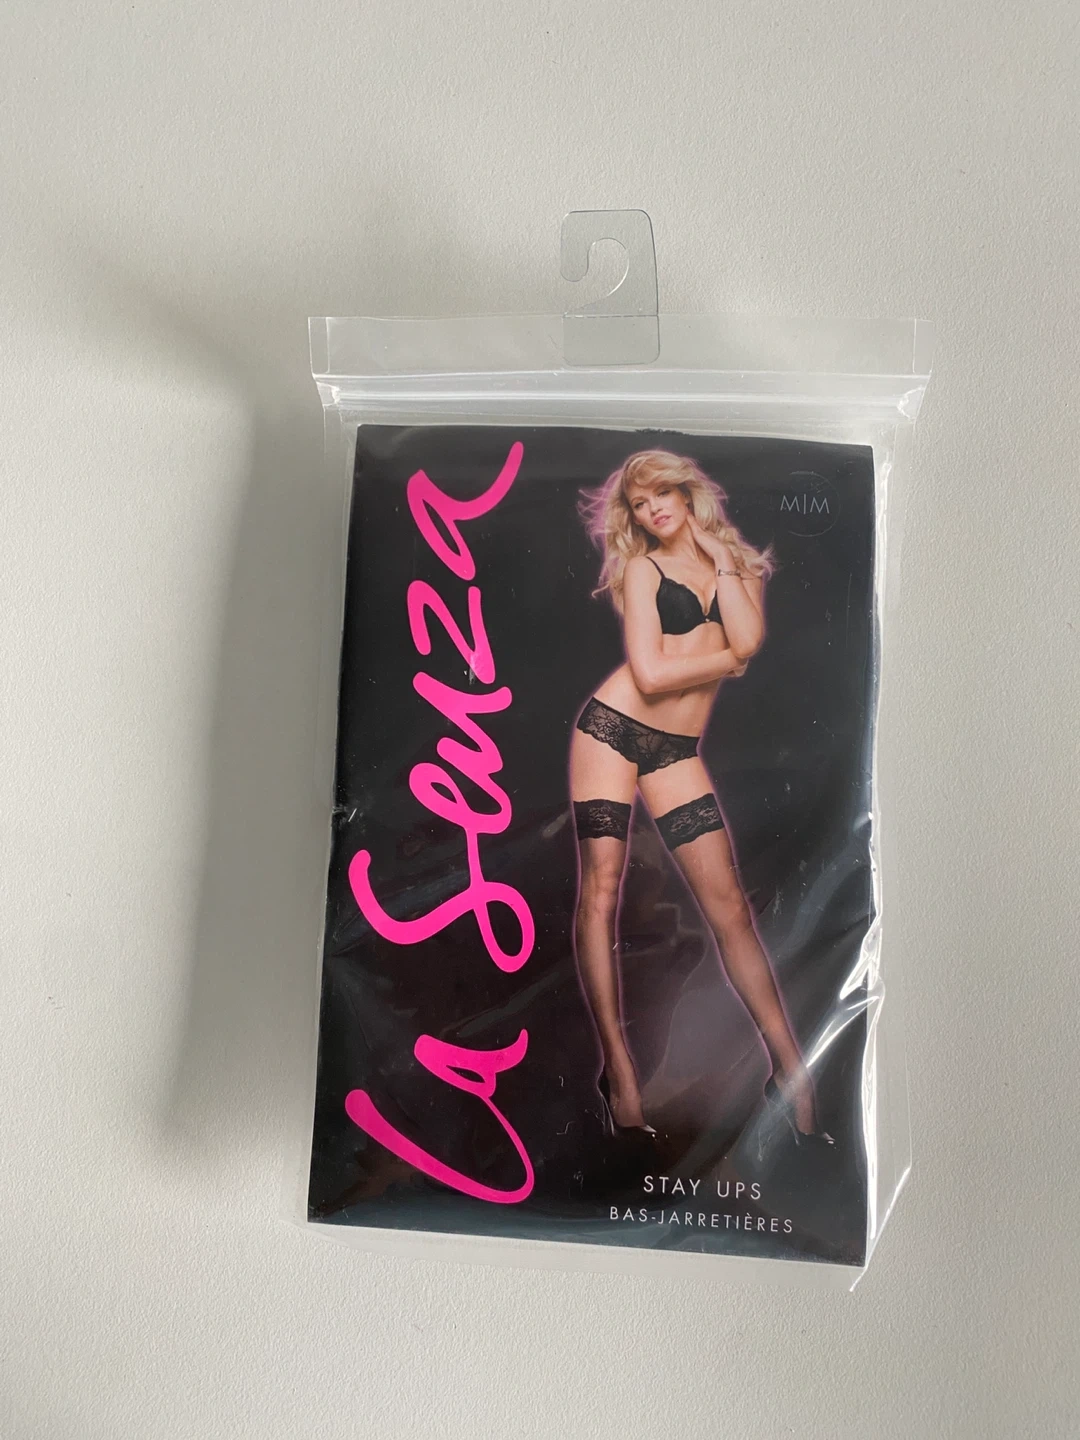 La Senza
M|M
STAY UPS
BAS-JARRETIÈRES